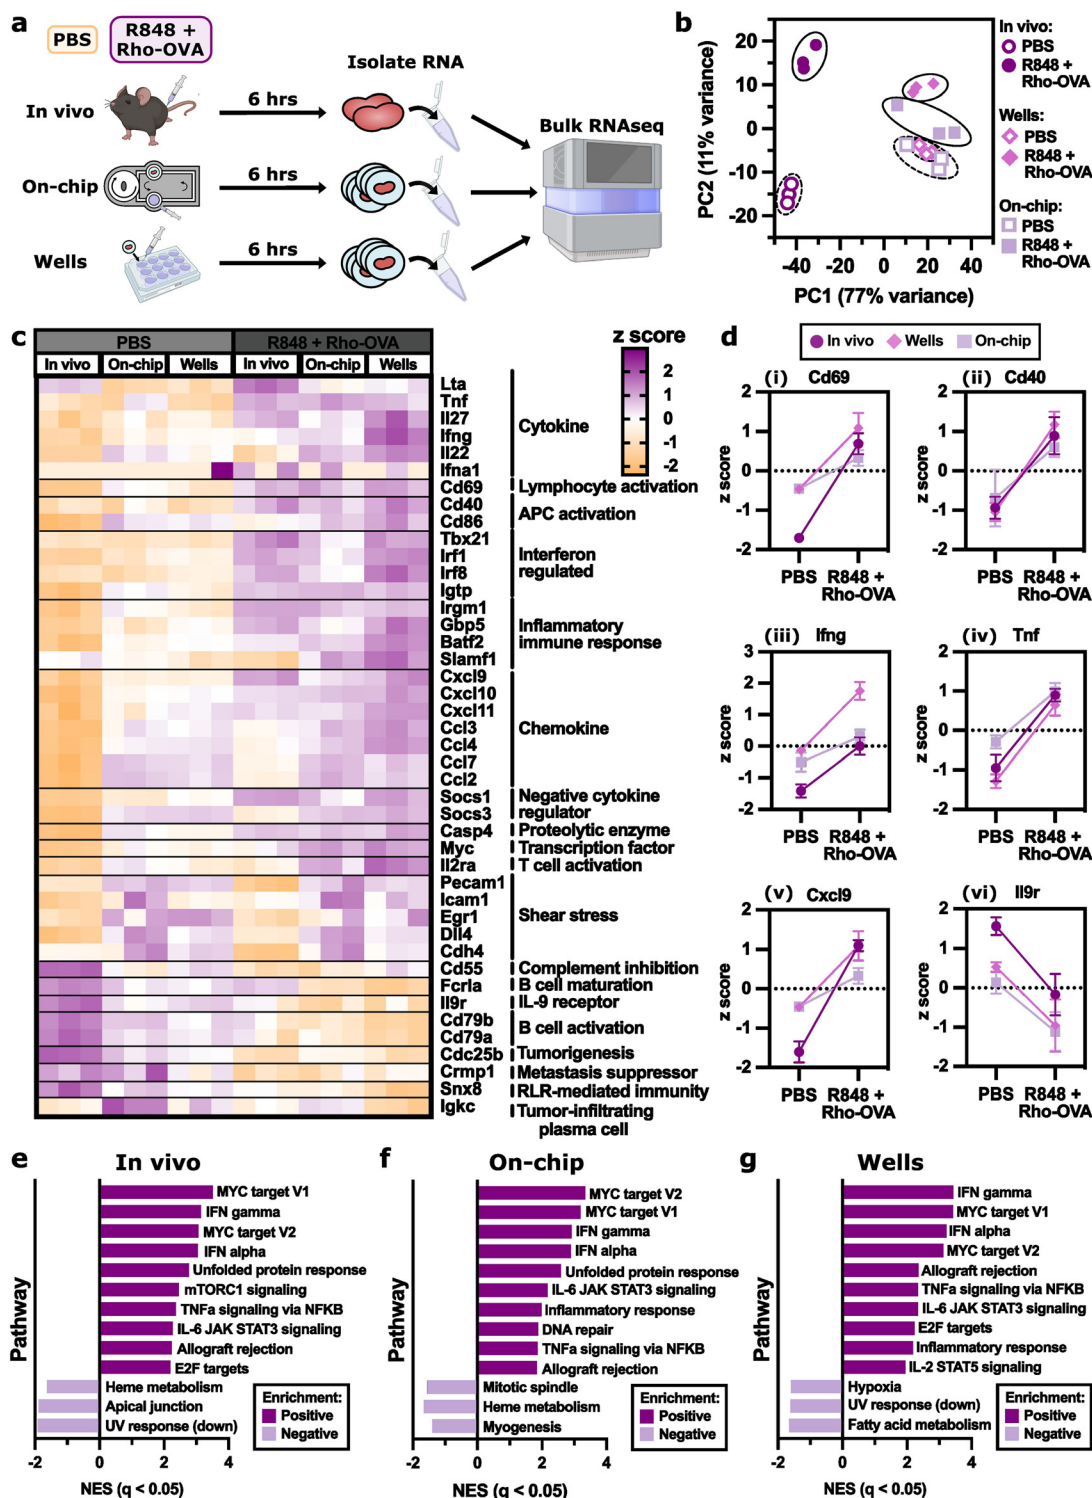 a
PBS
R848 +
Rho-OVA
Isolate RNA
In vivo
6 hrs
Bulk RNAseq
On-chip
6 hrs
Wells
6 hrs
b
PC2 (11% variance)
20
10
0
-10
-20
-40
-20
0
20
40
PC1 (77% variance)
In vivo:
PBS
R848 +
Rho-OVA
Wells:
PBS
R848 +
Rho-OVA
On-chip:
PBS
R848 +
Rho-OVA
c
PBS
R848 + Rho-OVA
In vivo
On-chip
Wells
In vivo
On-chip
Wells
z score
2
1
0
-1
-2
Lta
Tnf
Il27
Ifng
Il22
Ifna1
Cytokine
Cd69
Lymphocyte activation
Cd40
Cd86
APC activation
Tbx21
Irf1
Irf8
Igtp
Interferon
regulated
Irgm1
Gbp5
Batf2
Slamf1
Inflammatory
immune response
Cxcl9
Cxcl10
Cxcl11
Ccl3
Ccl4
Ccl7
Ccl2
Chemokine
Socs1
Socs3
Negative cytokine
regulator
Casp4
Proteolytic enzyme
Myc
Transcription factor
Il2ra
T cell activation
Pecam1
Icam1
Egr1
Dll4
Cdh4
Shear stress
Cd55
Complement inhibition
Fcrla
B cell maturation
Il9r
IL-9 receptor
Cd79b
Cd79a
B cell activation
Cdc25b
Tumorigenesis
Crmp1
Metastasis suppressor
Snx8
RLR-mediated immunity
Igkc
Tumor-infiltrating
plasma cell
d
In vivo
Wells
On-chip
(i) Cd69
z score
2
1
0
-1
-2
PBS
R848 +
Rho-OVA
(ii) Cd40
z score
2
1
0
-1
-2
PBS
R848 +
Rho-OVA
(iii) Ifng
z score
3
2
1
0
-1
-2
PBS
R848 +
Rho-OVA
(iv) Tnf
z score
2
1
0
-1
-2
PBS
R848 +
Rho-OVA
(v) Cxcl9
z score
2
1
0
-1
-2
PBS
R848 +
Rho-OVA
(vi) Il9r
z score
2
1
0
-1
-2
PBS
R848 +
Rho-OVA
e
In vivo
Pathway
MYC target V1
IFN gamma
MYC target V2
IFN alpha
Unfolded protein response
mTORC1 signaling
TNFa signaling via NFKB
IL-6 JAK STAT3 signaling
Allograft rejection
E2F targets
Heme metabolism
Apical junction
UV response (down)
Enrichment:
Positive
Negative
-2
0
2
4
NES (q < 0.05)
f
On-chip
Pathway
MYC target V2
MYC target V1
IFN gamma
IFN alpha
Unfolded protein response
IL-6 JAK STAT3 signaling
Inflammatory response
DNA repair
TNFa signaling via NFKB
Allograft rejection
Mitotic spindle
Heme metabolism
Myogenesis
Enrichment:
Positive
Negative
-2
0
2
4
NES (q < 0.05)
g
Wells
Pathway
IFN gamma
MYC target V1
IFN alpha
MYC target V2
Allograft rejection
TNFa signaling via NFKB
IL-6 JAK STAT3 signaling
E2F targets
Inflammatory response
IL-2 STAT5 signaling
Hypoxia
UV response (down)
Fatty acid metabolism
Enrichment:
Positive
Negative
-2
0
2
4
NES (q < 0.05)